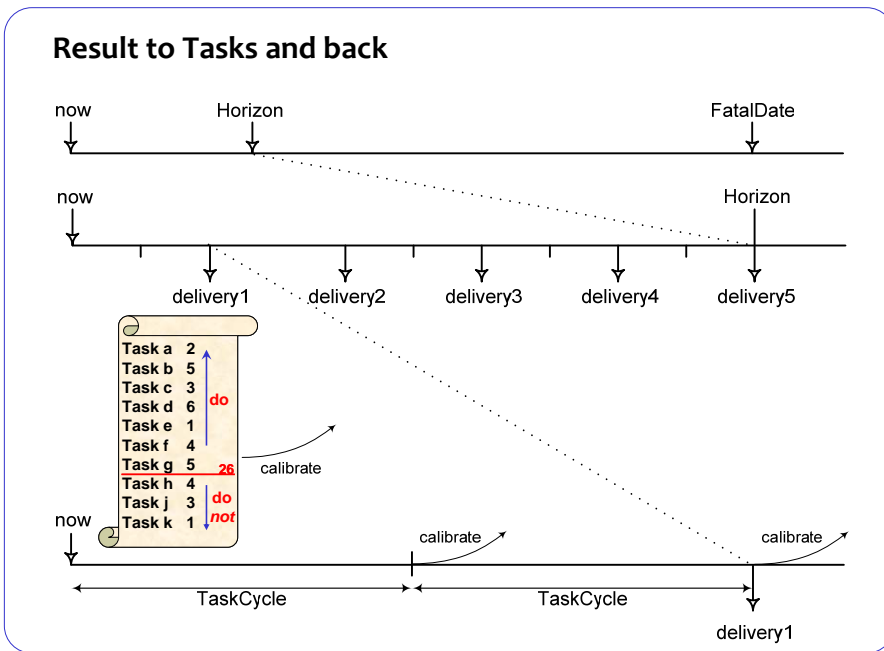 Result to Tasks and back
now Horizon FatalDate
now Horizon
delivery1 delivery2 delivery3 delivery4 delivery5
Task a 2
Task b 5
Task c 3
Task d 6
do
Task e 1
Task f 4
Task g 5 26
calibrate
Task h 4
do
Task j 3
not
Task k 1
now
calibrate calibrate
TaskCycle TaskCycle
delivery1